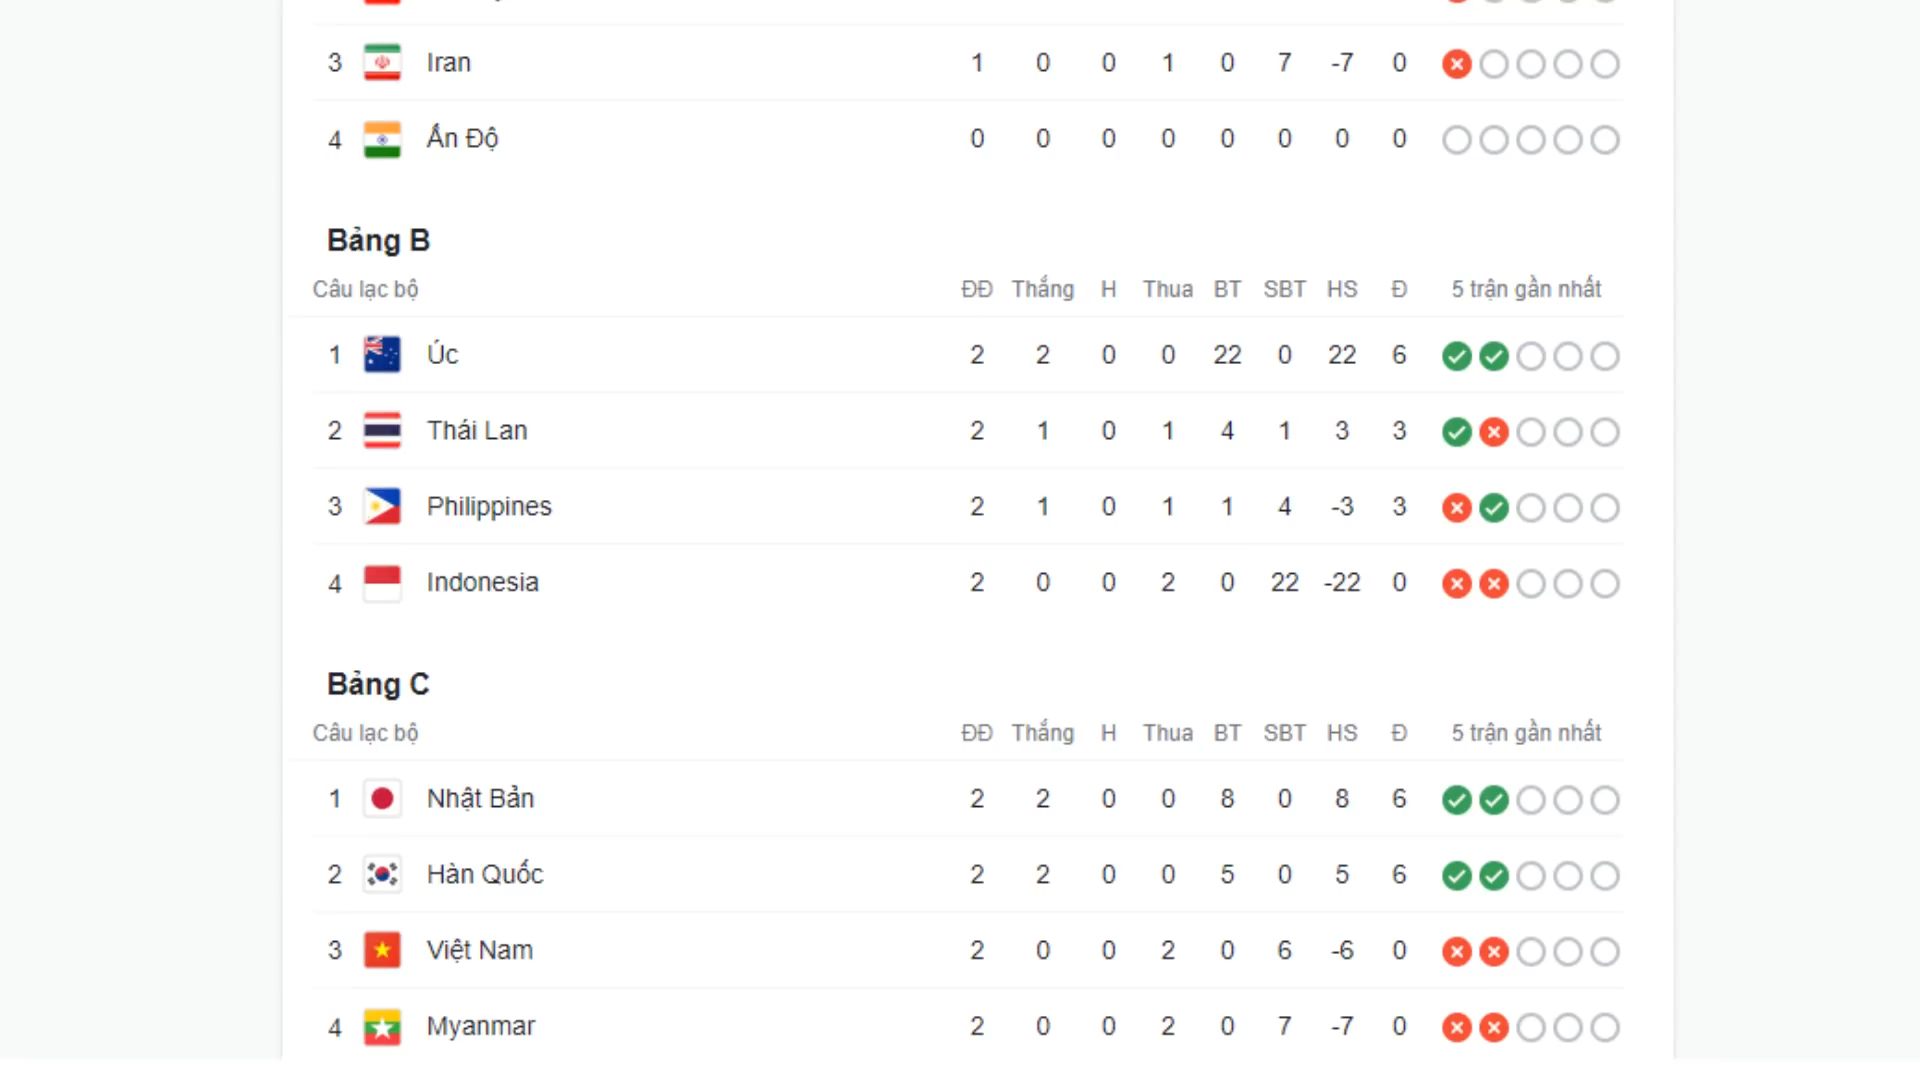 3 Iran 1 0 0 1 0 7 -7 0
4 Ấn Độ 0 0 0 0 0 0 0 0
Bảng B
Câu lạc bộ ĐĐ Thắng H Thua BT SBT HS Đ 5 trận gần nhất
1 Úc 2 2 0 0 22 0 22 6
2 Thái Lan 2 1 0 1 4 1 3 3
3 Philippines 2 1 0 1 1 4 -3 3
4 Indonesia 2 0 0 2 0 22 -22 0
Bảng C
Câu lạc bộ ĐĐ Thắng H Thua BT SBT HS Đ 5 trận gần nhất
1 Nhật Bản 2 2 0 0 8 0 8 6
2 Hàn Quốc 2 2 0 0 5 0 5 6
3 Việt Nam 2 0 0 2 0 6 -6 0
4 Myanmar 2 0 0 2 0 7 -7 0